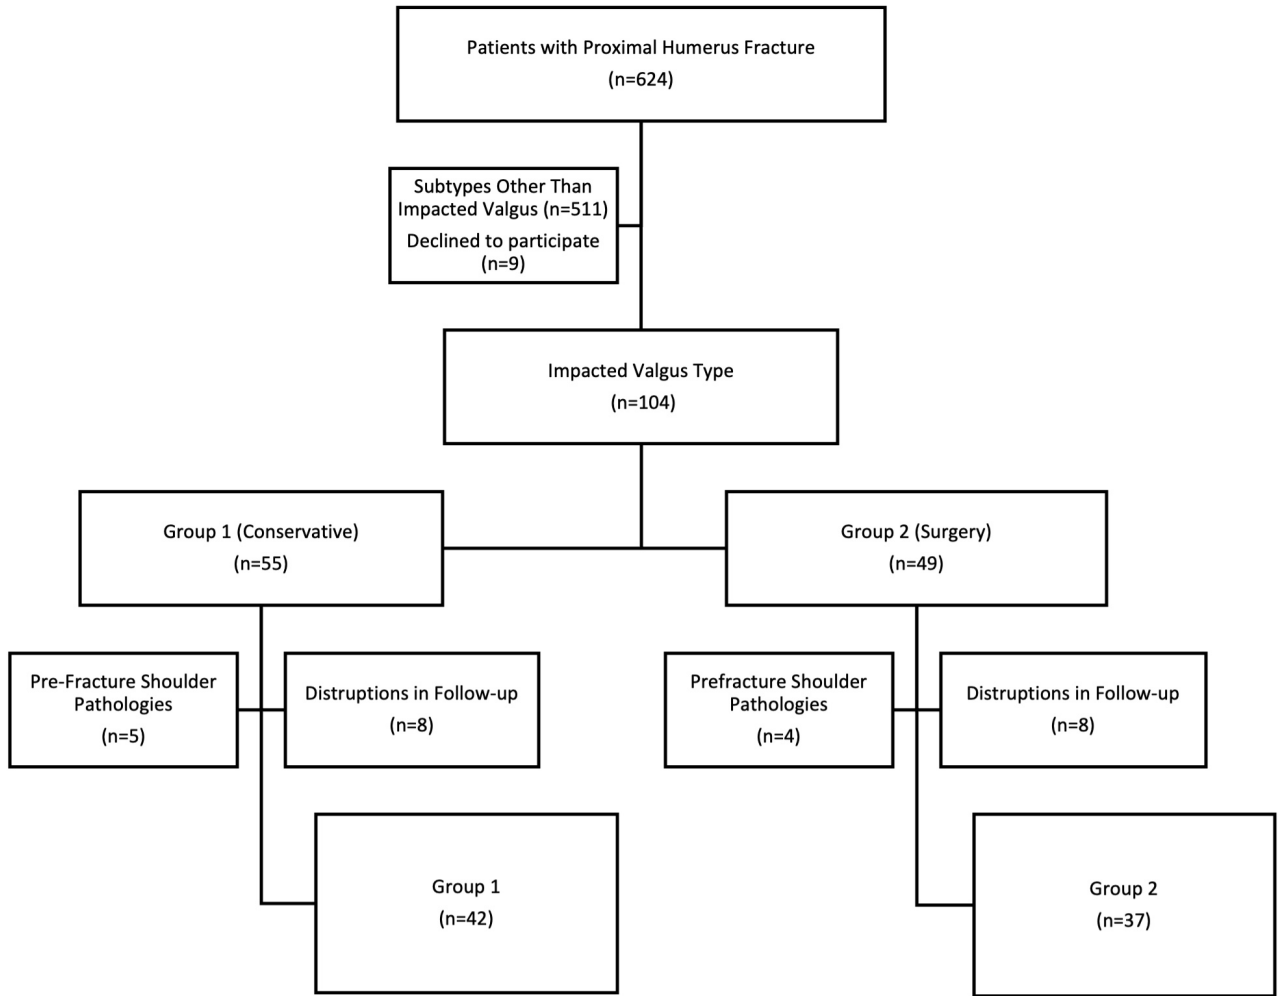 Patients with Proximal Humerus Fracture
(n=624)
Subtypes Other Than
Impacted Valgus (n=511)
Declined to participate
(n=9)
Impacted Valgus Type
(n=104)
Group 1 (Conservative)
(n=55)
Group 2 (Surgery)
(n=49)
Pre-Fracture Shoulder
Pathologies
(n=5)
Distruptions in Follow-up
(n=8)
Prefracture Shoulder
Pathologies
(n=4)
Distruptions in Follow-up
(n=8)
Group 1
(n=42)
Group 2
(n=37)